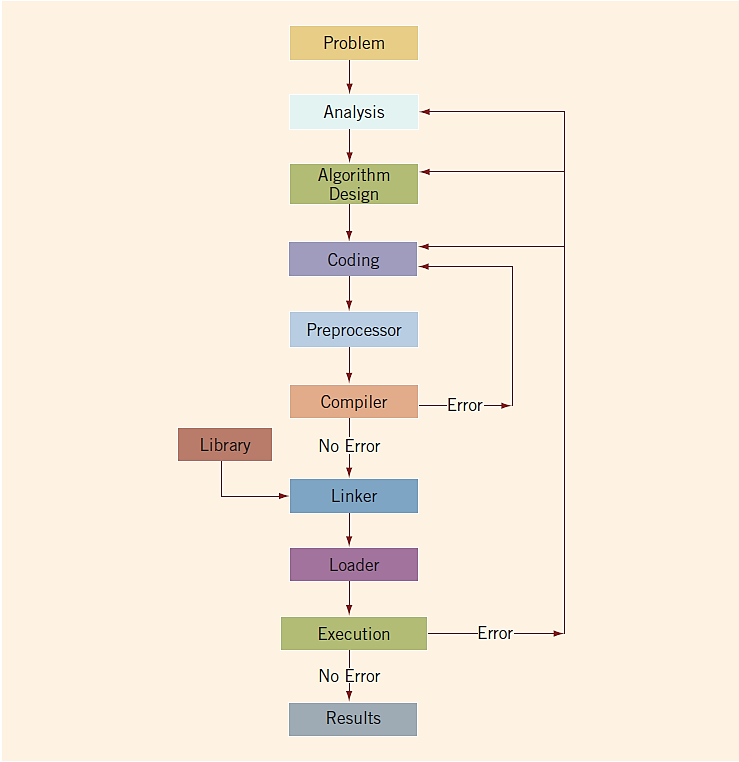 Problem
Analysis
Algorithm
Design
Coding
Preprocessor
Compiler
Error
No Error
Library
Linker
Loader
Execution
Error
No Error
Results